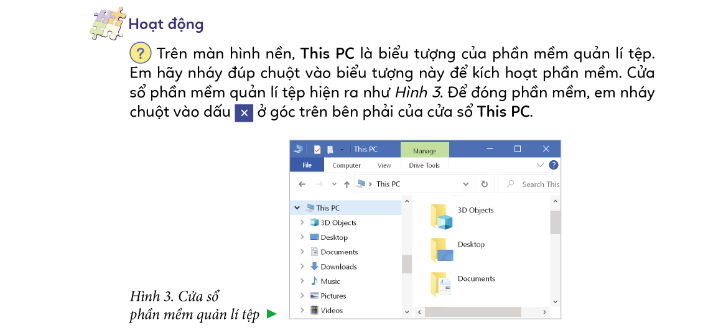 Hoạt động
? Trên màn hình nền, This PC là biểu tượng của phần mềm quản lí tệp.
Em hãy nháy đúp chuột vào biểu tượng này để kích hoạt phần mềm. Cửa
sổ phần mềm quản lí tệp hiện ra như Hình 3. Để đóng phần mềm, em nháy
chuột vào dấu × ở góc trên bên phải của cửa sổ This PC.
This PC
Manage
File
Computer
View
Drive Tools
This PC
Search This
This PC
3D Objects
Desktop
Documents
Downloads
Music
Pictures
Videos
3D Objects
Desktop
Documents
Hình 3. Cửa sổ
phần mềm quản lí tệp